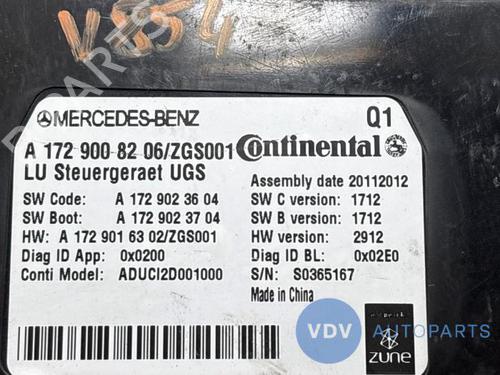 V854
MERCEDES-BENZ Q1
A 172 900 82 06/ZGS001 Continental
LU Steuergeraet UGS
Assembly date 20112012
SW Code: A 172 902 36 04 SW C version: 1712
SW Boot: A 172 902 37 04 SW B version: 1712
HW: A 172 901 63 02/ZGS001 HW version: 2912
Diag ID App: 0x0200 Diag ID BL: 0x02E0
Conti Model: ADUCI2D001000 S/N: S0365167
Made in China
VDV AUTOPARTS
zune